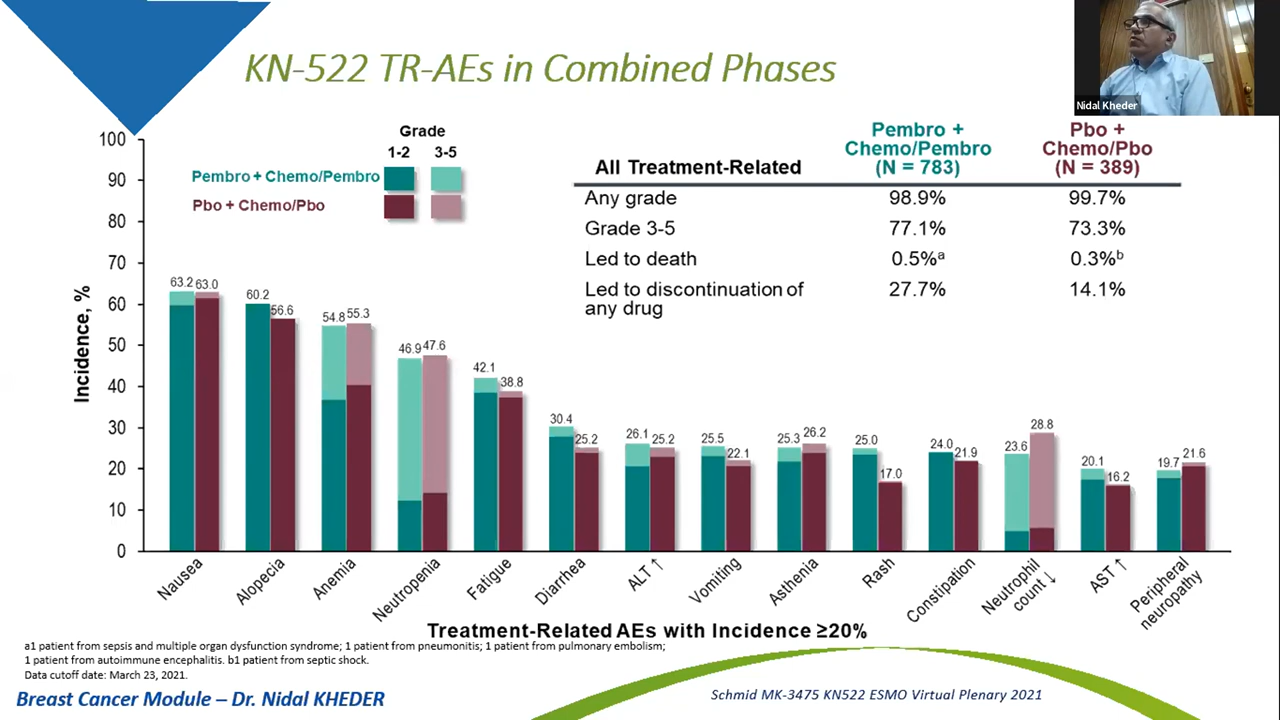 KN-522 TR-AEs in Combined Phases
Nidal Kheder
Grade
1-2 3-5
Pembro + Chemo/Pembro
Pbo + Chemo/Pbo
Pembro + Chemo/Pembro (N = 783)
Pbo + Chemo/Pbo (N = 389)
All Treatment-Related
Any grade 98.9% 99.7%
Grade 3-5 77.1% 73.3%
Led to death 0.5%a 0.3%b
Led to discontinuation of any drug 27.7% 14.1%
Incidence, %
100
90
80
70
60
50
40
30
20
10
0
63.2 63.0
60.2 56.6
54.8 55.3
46.9 47.6
42.1 38.8
30.4 25.2
26.1 25.2
25.5 22.1
25.3 26.2
25.0 17.0
24.0 21.9
23.6 28.8
20.1 16.2
19.7 21.6
Nausea
Alopecia
Anemia
Neutropenia
Fatigue
Diarrhea
ALT ↑
Vomiting
Asthenia
Rash
Constipation
Neutrophil count ↓
AST ↑
Peripheral neuropathy
Treatment-Related AEs with Incidence ≥20%
a1 patient from sepsis and multiple organ dysfunction syndrome; 1 patient from pneumonitis; 1 patient from pulmonary embolism;
1 patient from autoimmune encephalitis. b1 patient from septic shock.
Data cutoff date: March 23, 2021.
Breast Cancer Module – Dr. Nidal KHEDER
Schmid MK-3475 KN522 ESMO Virtual Plenary 2021